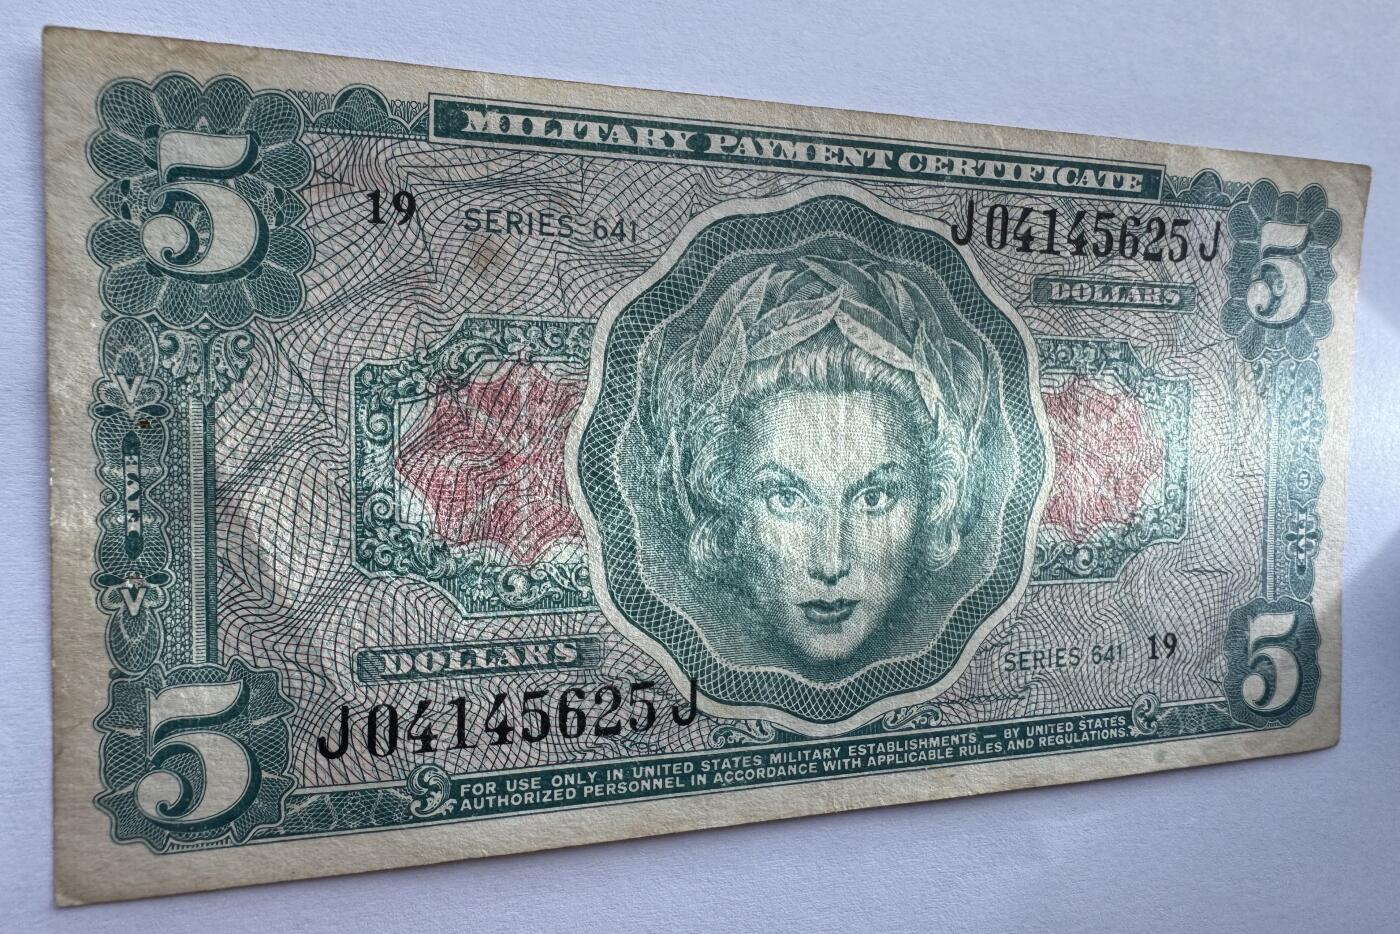 MILITARY PAYMENT CERTIFICATE
5
5
19
SERIES 641
J04145625J
DOLLARS
FIVE
5
DOLLARS
SERIES 641
19
J04145625J
5
5
FOR USE ONLY IN UNITED STATES MILITARY ESTABLISHMENTS — BY UNITED STATES
AUTHORIZED PERSONNEL IN ACCORDANCE WITH APPLICABLE RULES AND REGULATIONS.